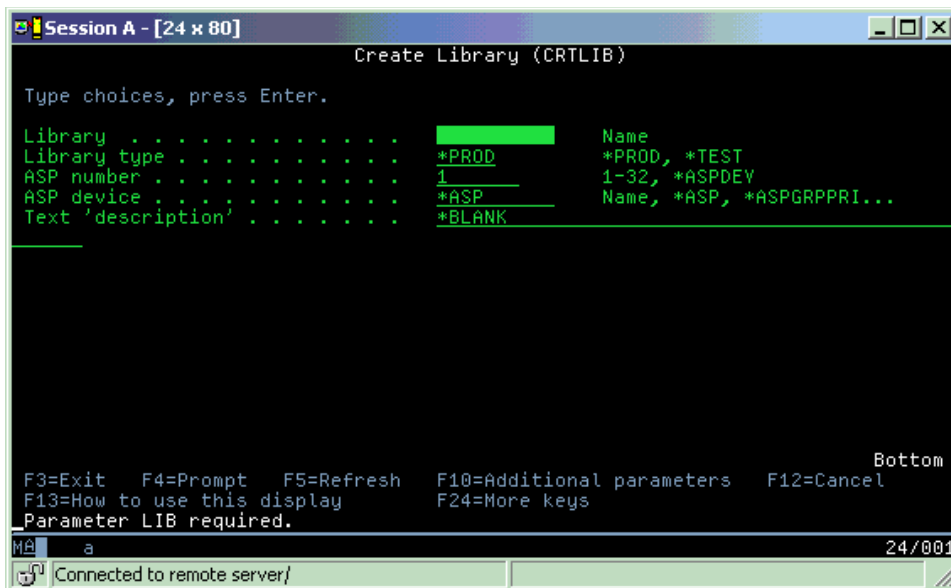 Session A - [24 x 80]
Create Library (CRTLIB)
Type choices, press Enter.
Library . . . . . . . . . . . . Name
Library type . . . . . . . . . . *PROD *PROD, *TEST
ASP number . . . . . . . . . . . 1 1-32, *ASPDEV
ASP device . . . . . . . . . . . *ASP Name, *ASP, *ASPGRPPRI...
Text 'description' . . . . . . . *BLANK
Bottom
F3=Exit F4=Prompt F5=Refresh F10=Additional parameters F12=Cancel
F13=How to use this display F24=More keys
Parameter LIB required.
MA a 24/001
Connected to remote server/